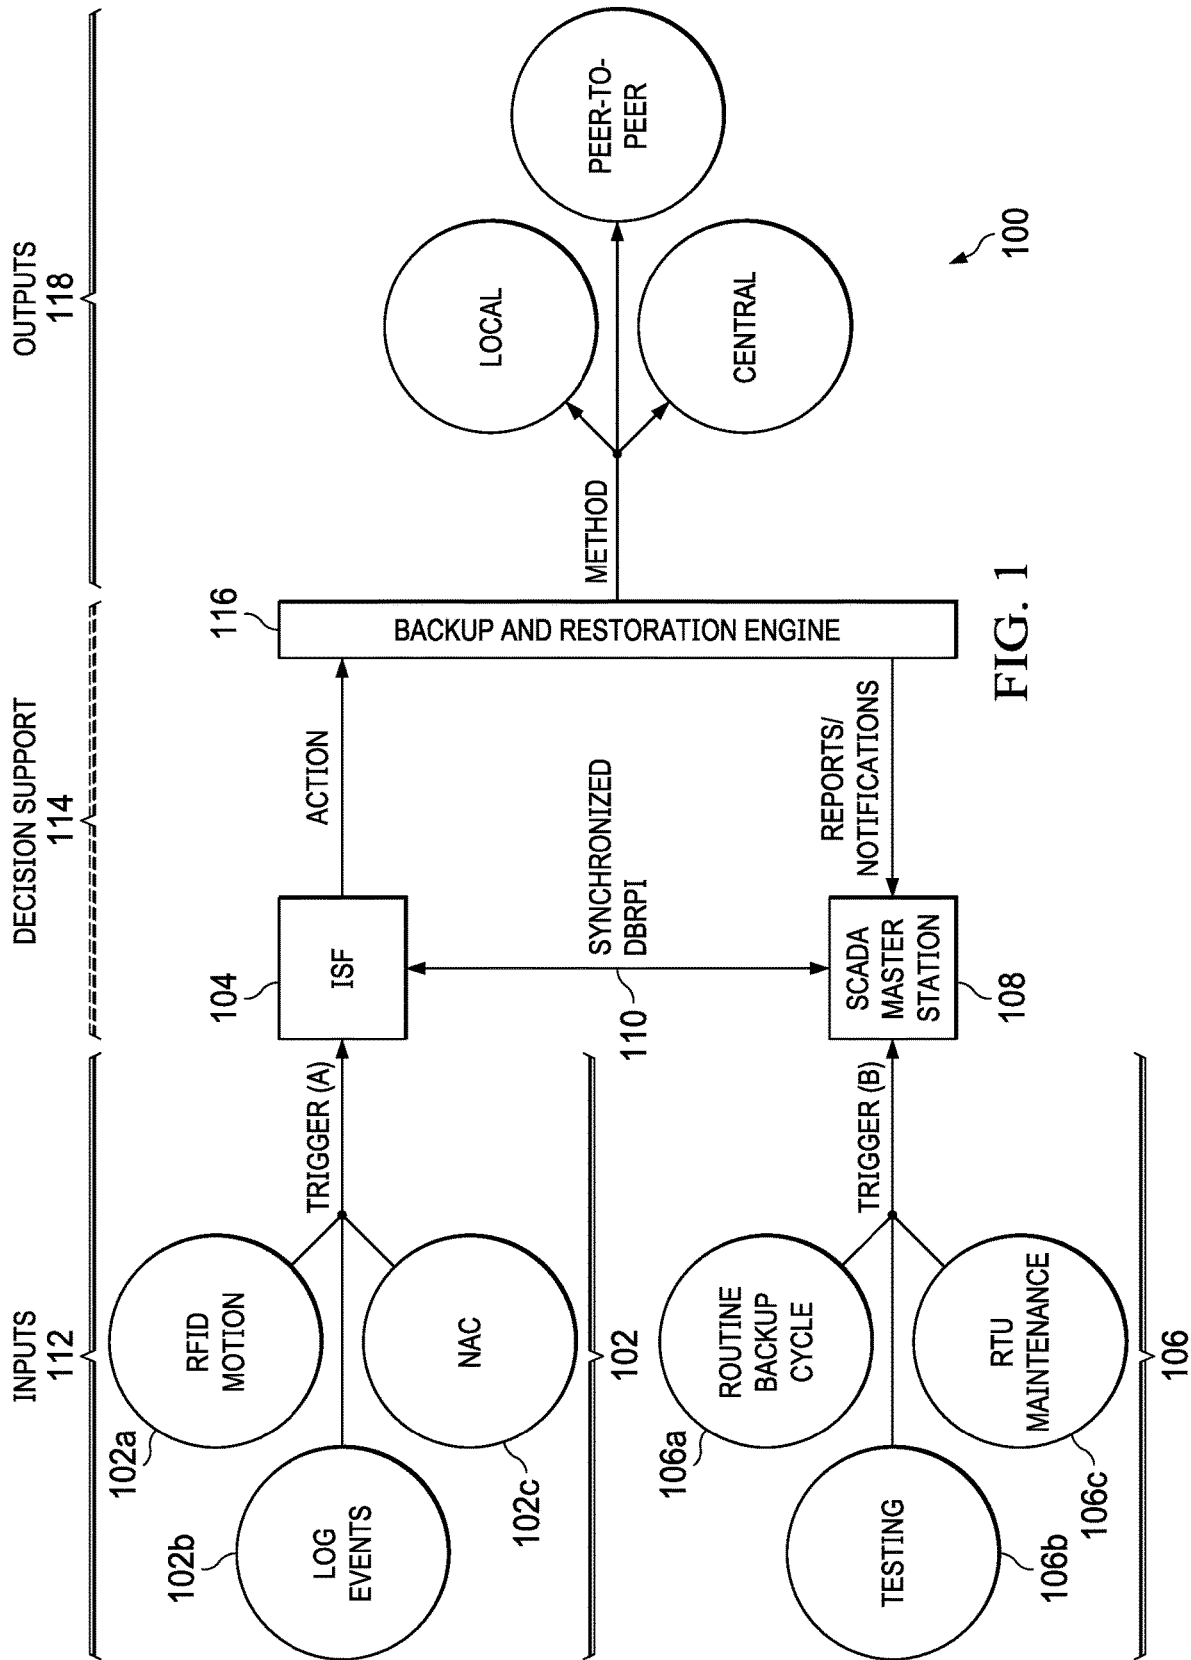 INPUTS
112
DECISION SUPPORT
114
OUTPUTS
118
102a
RFID
MOTION
102b
LOG
EVENTS
102c
NAC
102
TRIGGER (A)
104
ISF
ACTION
116
BACKUP AND RESTORATION ENGINE
METHOD
LOCAL
PEER-TO-
PEER
CENTRAL
110
SYNCHRONIZED
DBRPI
106a
ROUTINE
BACKUP
CYCLE
106b
TESTING
106c
RTU
MAINTENANCE
106
TRIGGER (B)
SCADA
MASTER
STATION
108
REPORTS/
NOTIFICATIONS
100
FIG. 1